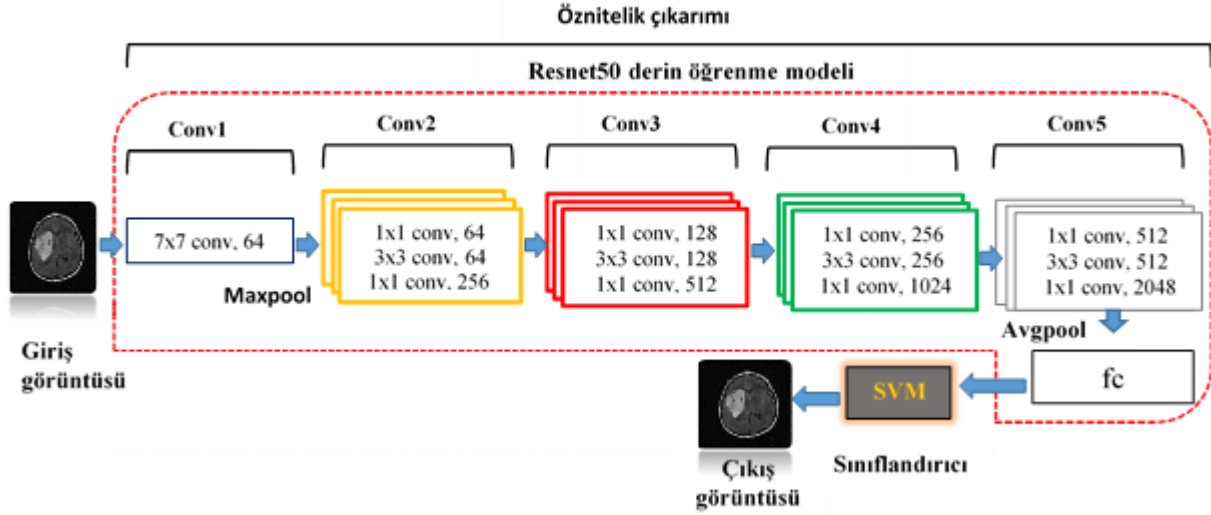 Öznitelik çıkarımı
Resnet50 derin öğrenme modeli
Conv1
Conv2
Conv3
Conv4
Conv5
7x7 conv, 64
Maxpool
1x1 conv, 64
3x3 conv, 64
1x1 conv, 256
1x1 conv, 128
3x3 conv, 128
1x1 conv, 512
1x1 conv, 256
3x3 conv, 256
1x1 conv, 1024
1x1 conv, 512
3x3 conv, 512
1x1 conv, 2048
Avgpool
Giriş
görüntüsü
fc
SVM
Sınıflandırıcı
Çıkış
görüntüsü